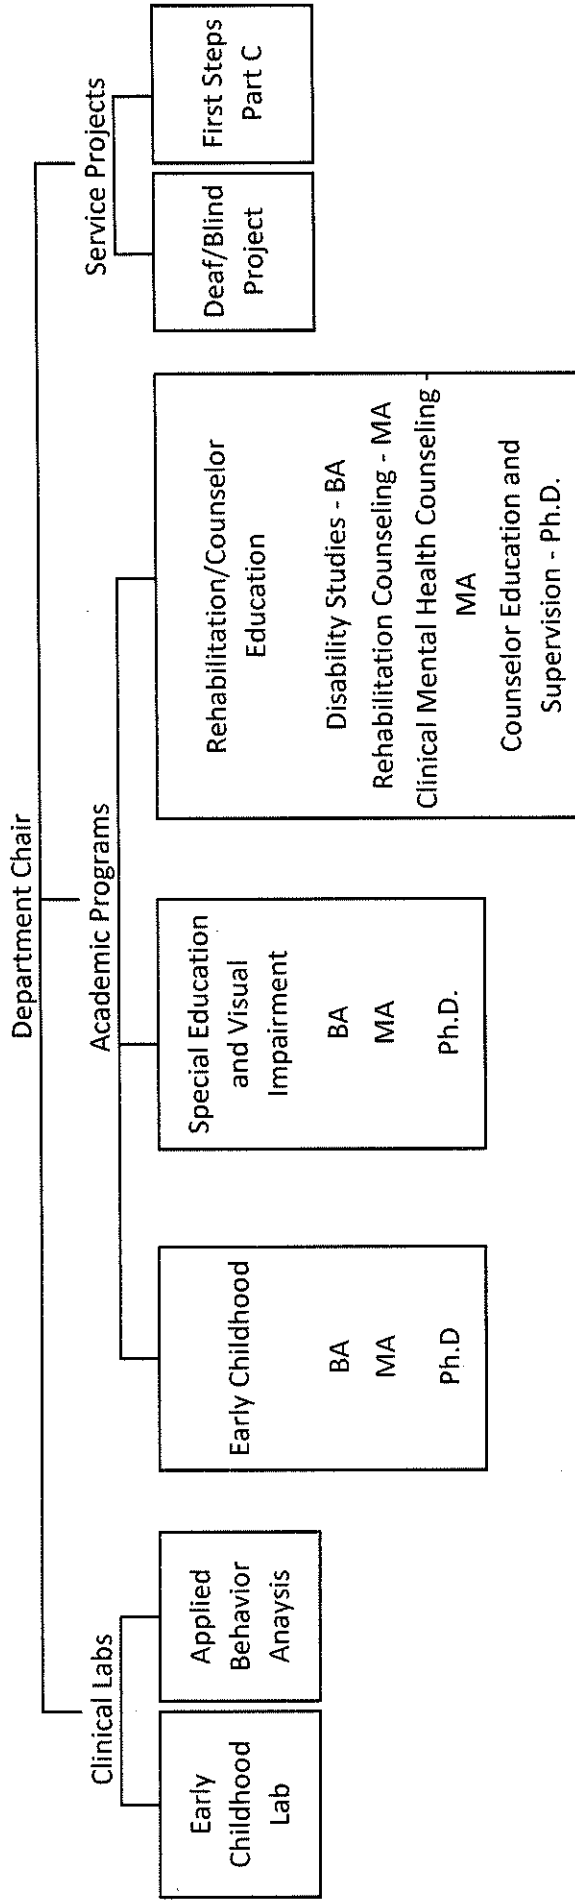 Department Chair
Clinical Labs
Early
Childhood
Lab
Applied
Behavior
Anaysis
Academic Programs
Early Childhood
BA
MA
Ph.D
Special Education
and Visual
Impairment
BA
MA
Ph.D.
Rehabilitation/Counselor
Education
Disability Studies - BA
Rehabilitation Counseling - MA
Clinical Mental Health Counseling -
MA
Counselor Education and
Supervision - Ph.D.
Service Projects
Deaf/Blind
Project
First Steps
Part C